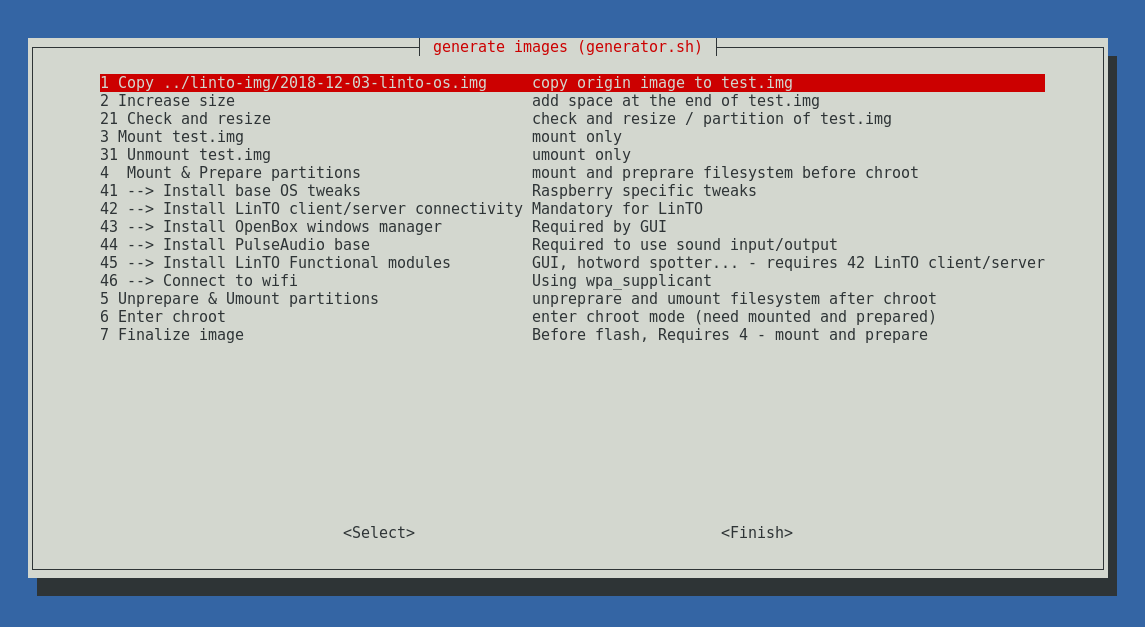 generate images (generator.sh)
1 Copy ../linto-img/2018-12-03-linto-os.img     copy origin image to test.img
2 Increase size                                 add space at the end of test.img
21 Check and resize                             check and resize / partition of test.img
3 Mount test.img                                mount only
31 Unmount test.img                             umount only
4  Mount & Prepare partitions                   mount and preprare filesystem before chroot
41 --> Install base OS tweaks                   Raspberry specific tweaks
42 --> Install LinTO client/server connectivity Mandatory for LinTO
43 --> Install OpenBox windows manager          Required by GUI
44 --> Install PulseAudio base                  Required to use sound input/output
45 --> Install LinTO Functional modules         GUI, hotword spotter... - requires 42 LinTO client/server
46 --> Connect to wifi                          Using wpa_supplicant
5 Unprepare & Umount partitions                 unpreprare and umount filesystem after chroot
6 Enter chroot                                  enter chroot mode (need mounted and prepared)
7 Finalize image                                Before flash, Requires 4 - mount and prepare
<Select>                                  <Finish>